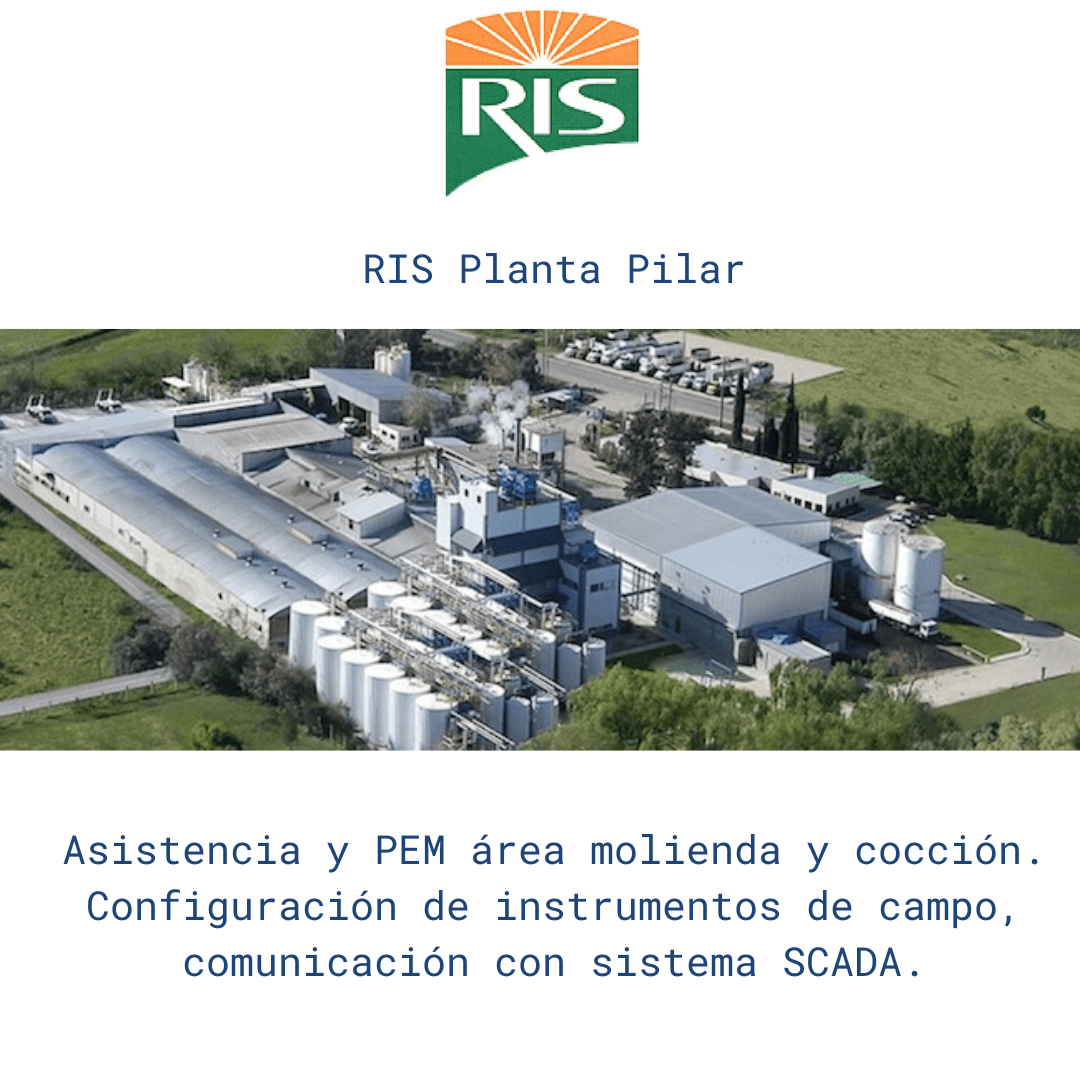 RIS
RIS Planta Pilar
Asistencia y PEM área molienda y cocción.
Configuración de instrumentos de campo,
comunicación con sistema SCADA.